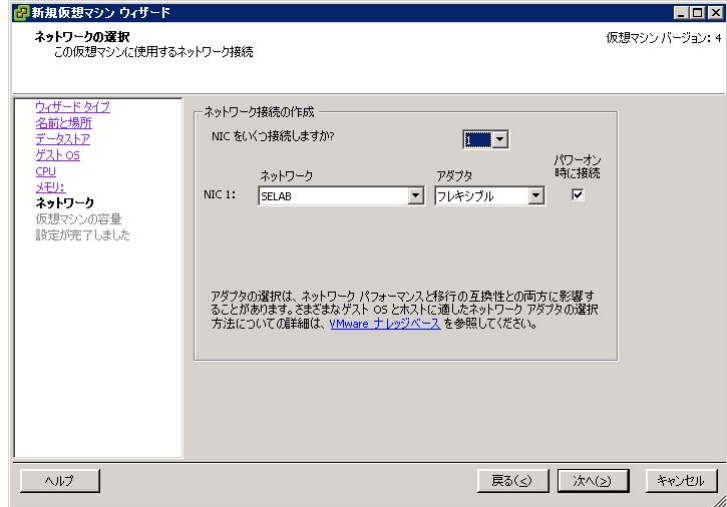 新規仮想マシン ウィザード
ネットワークの選択
この仮想マシンに使用するネットワーク接続
仮想マシン バージョン: 4
ウィザード タイプ
名前と場所
データストア
ゲスト OS
CPU
メモリ:
ネットワーク
仮想マシンの容量
設定が完了しました
ネットワーク接続の作成
NIC をいくつ接続しますか?
1
ネットワーク
アダプタ
パワーオン
時に接続
NIC 1:
SELAB
フレキシブル
アダプタの選択は、ネットワーク パフォーマンスと移行の互換性との両方に影響す
ることがあります。さまざまなゲスト OS とホストに適したネットワーク アダプタの選択
方法についての詳細は、VMware ナレッジベース を参照してください。
ヘルプ
戻る(<)
次へ(>)
キャンセル